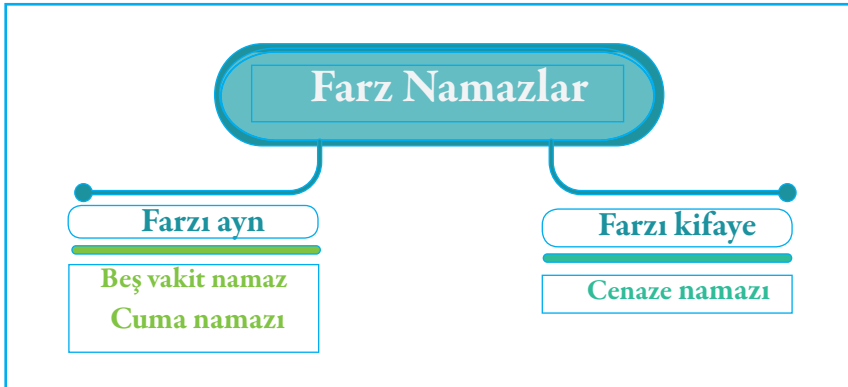 Farz Namazlar
Farzı ayn
Beş vakit namaz
Cuma namazı
Farzı kifaye
Cenaze namazı